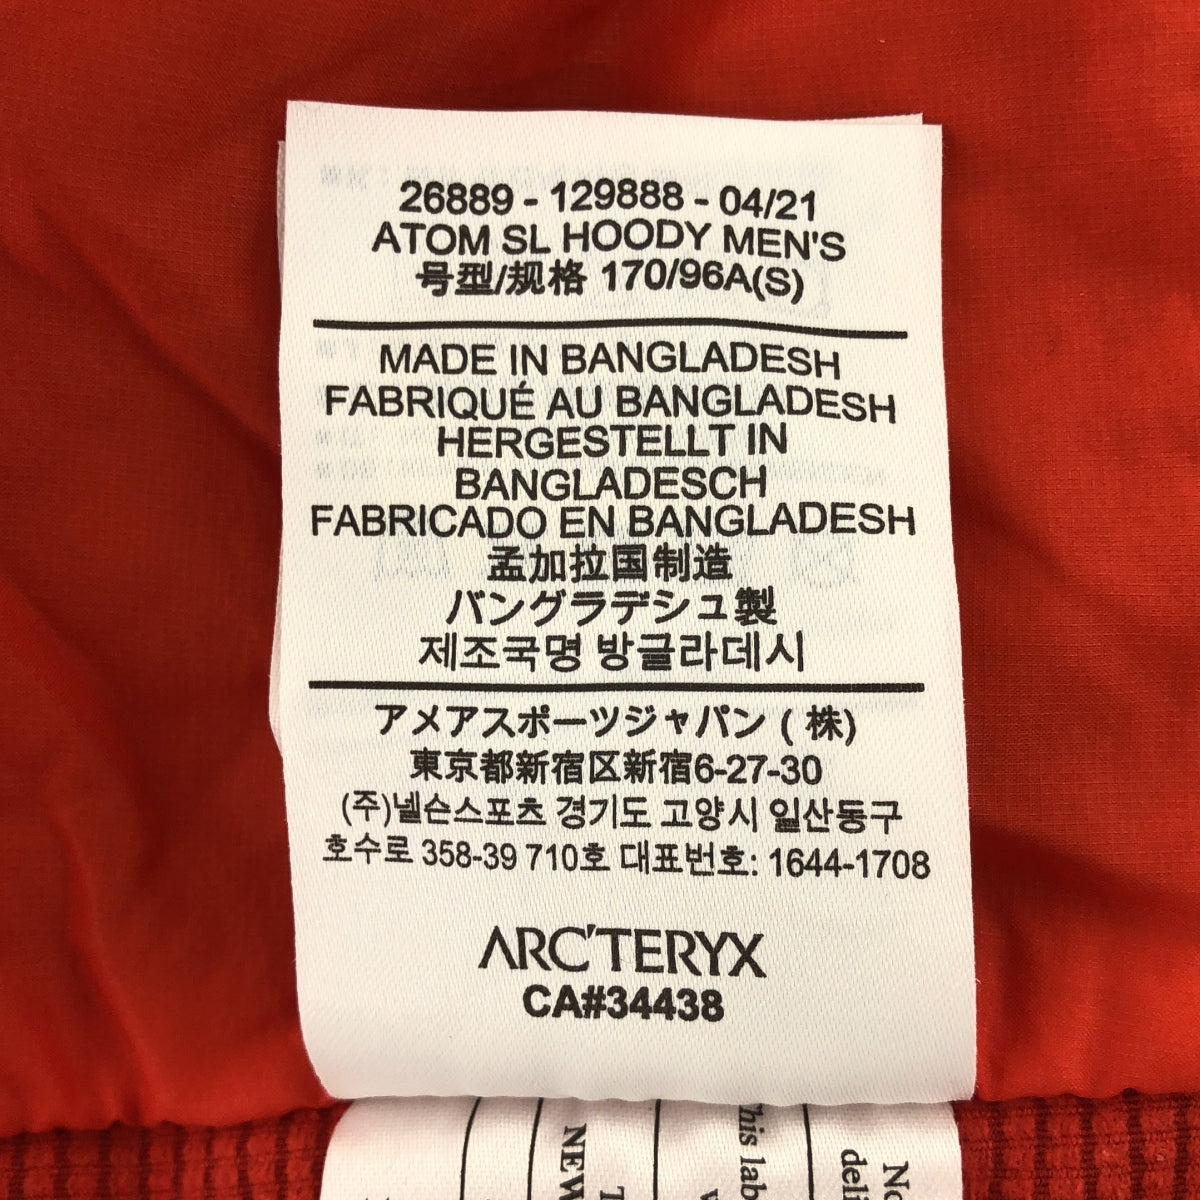 26889 - 129888 - 04/21
ATOM SL HOODY MEN'S
号型/规格 170/96A(S)
MADE IN BANGLADESH
FABRIQUÉ AU BANGLADESH
HERGESTELLT IN
BANGLADESCH
FABRICADO EN BANGLADESH
孟加拉国制造
バングラデシュ製
제조국명 방글라데시
アメアスポーツジャパン ( 株)
東京都新宿区新宿6-27-30
(주)넬슨스포츠 경기도 고양시 일산동구
호수로 358-39 710호 대표번호: 1644-1708
ARC'TERYX
CA#34438
NEW
This lab
No
deli